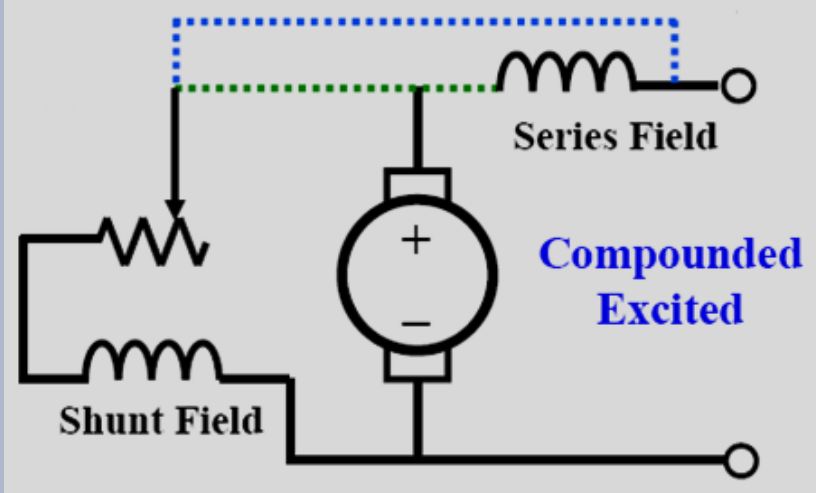 Series Field
+
Compounded
Excited
−
Shunt Field